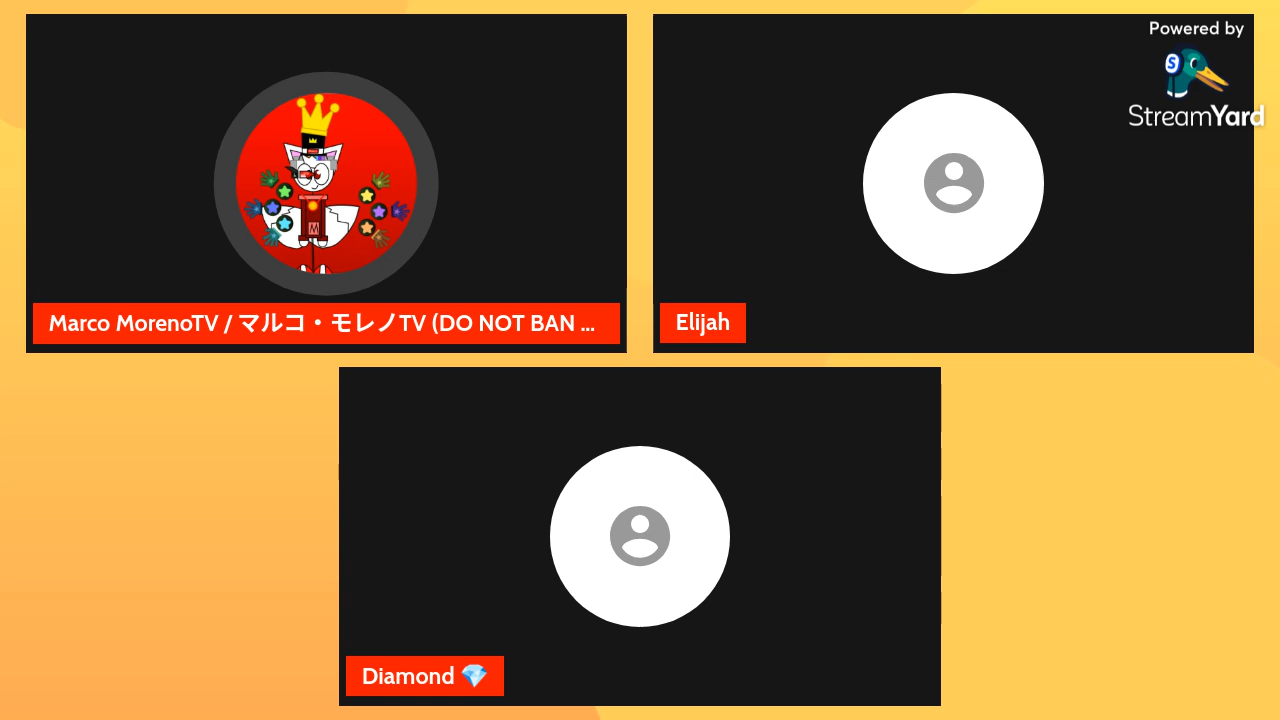 Powered by
StreamYard
Marco MorenoTV / マルコ・モレノTV (DO NOT BAN ...
Elijah
Diamond 💎